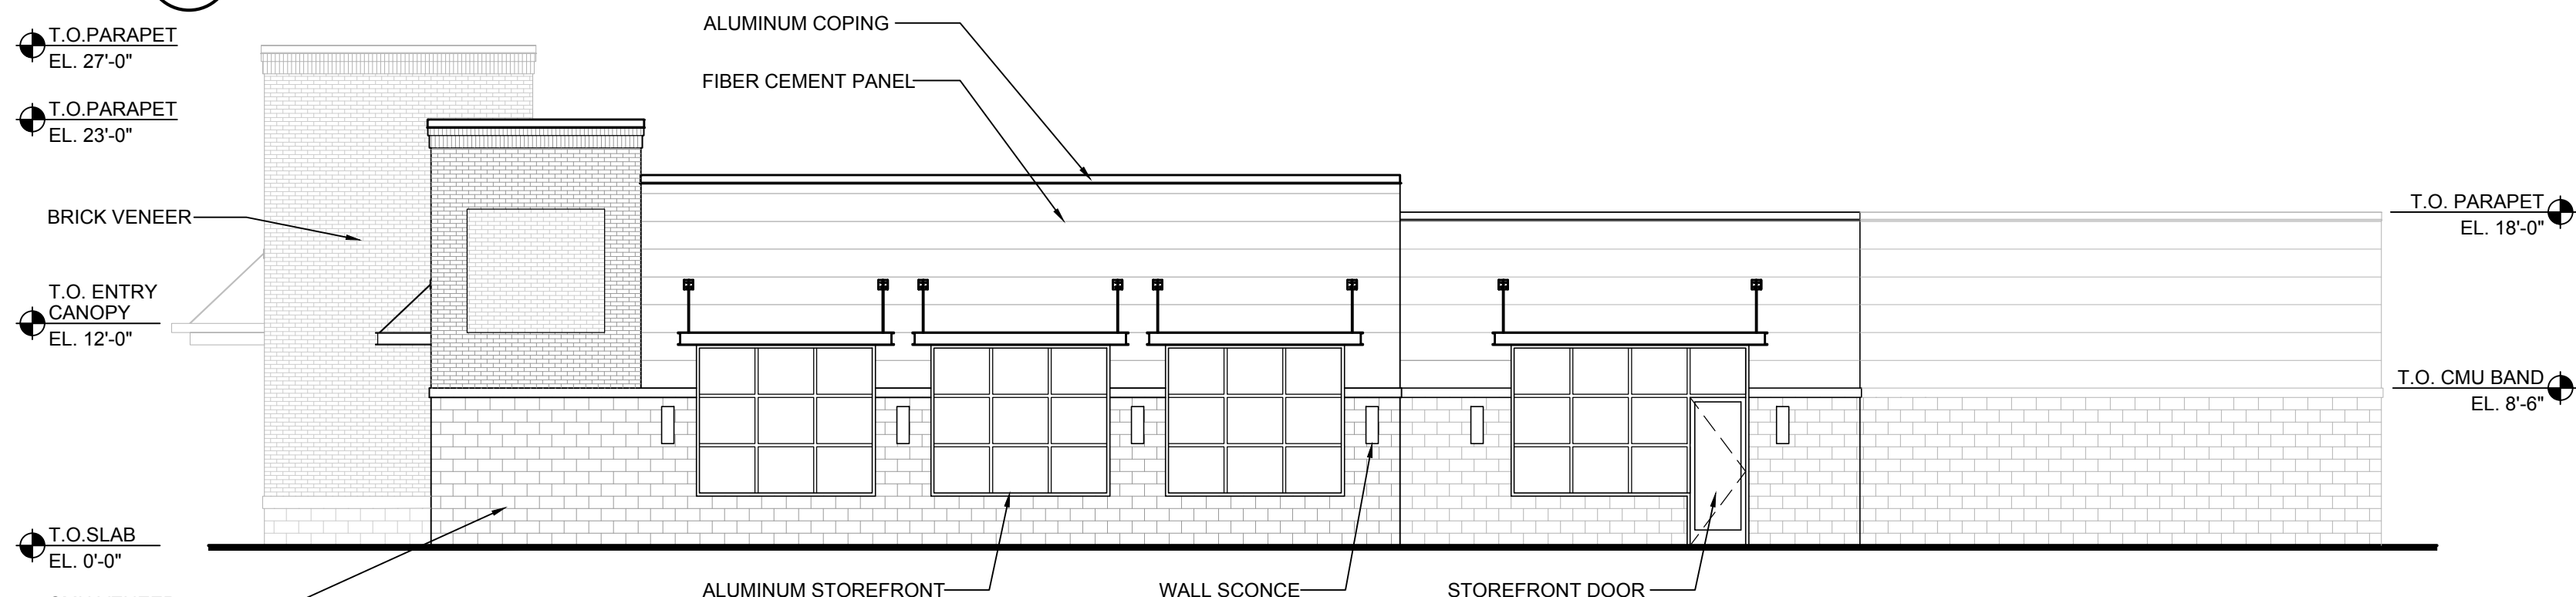 T.O.PARAPET
EL. 27'-0"
T.O.PARAPET
EL. 23'-0"
BRICK VENEER
T.O. ENTRY
CANOPY
EL. 12'-0"
T.O.SLAB
EL. 0'-0"
ALUMINUM COPING
FIBER CEMENT PANEL
ALUMINUM STOREFRONT
WALL SCONCE
STOREFRONT DOOR
T.O. PARAPET
EL. 18'-0"
T.O. CMU BAND
EL. 8'-6"